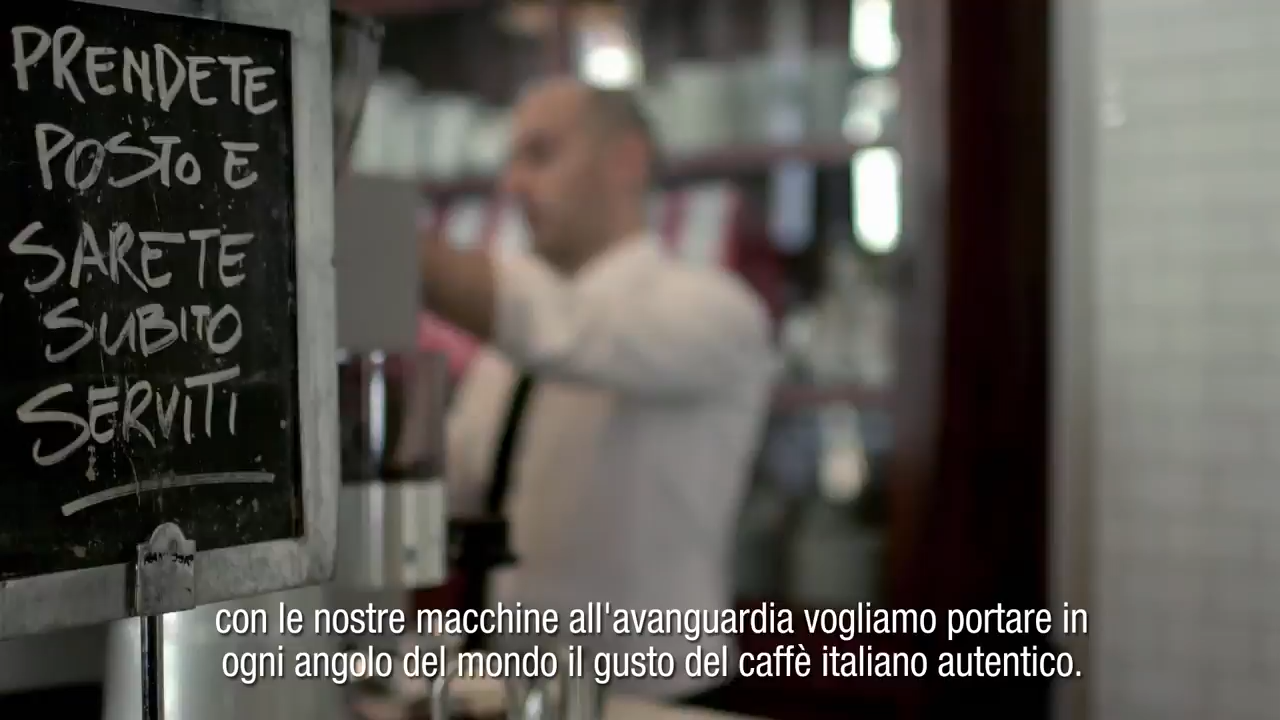 PRENDETE
POSTO E
SARETE
SUBITO
SERVITI
con le nostre macchine all'avanguardia vogliamo portare in
ogni angolo del mondo il gusto del caffè italiano autentico.